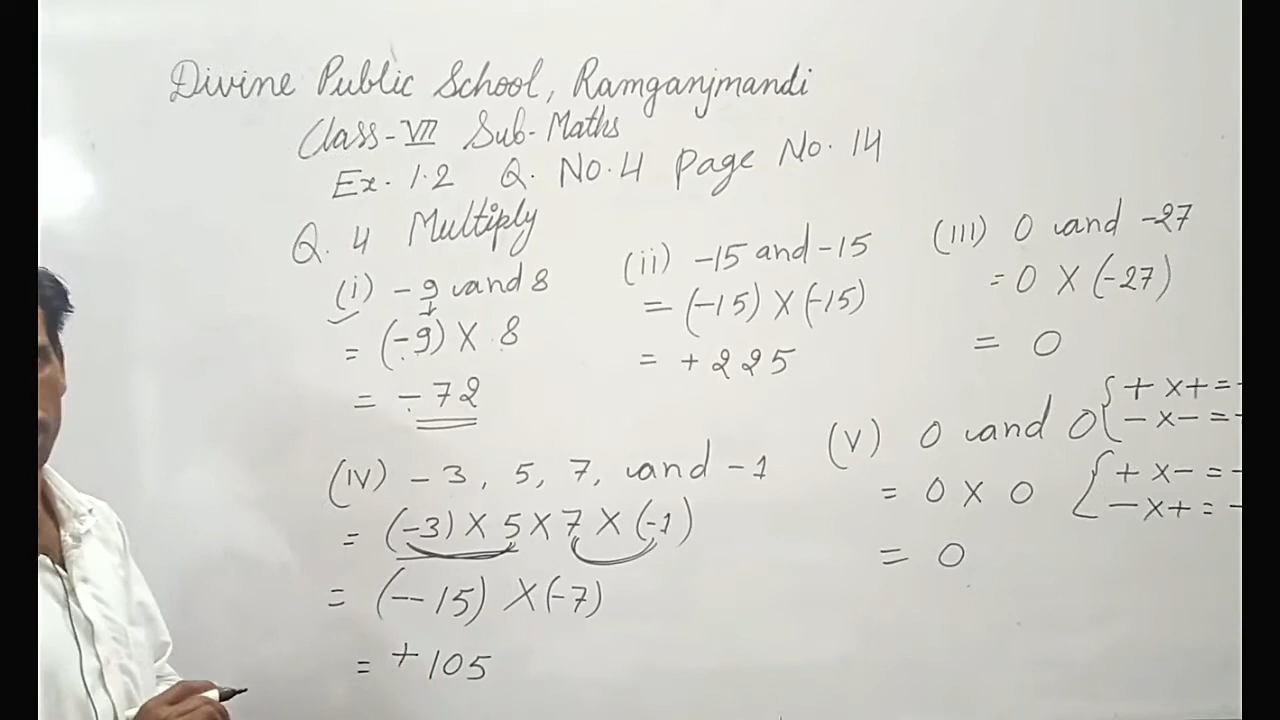 Divine Public School, Ramganjmandi
Class-VII Sub-Maths
Ex. 1.2 Q. No. 4 Page No. 14
Q. 4 Multiply
(i) -9 and 8
= (-9) X 8
= -72
(ii) -15 and -15
= (-15) X (-15)
= +225
(iii) 0 and -27
= 0 X (-27)
= 0
(iv) -3, 5, 7, and -1
= (-3) X 5 X 7 X (-1)
= (-15) X (-7)
= +105
(v) 0 and 0
= 0 X 0
= 0
{ + x + =
- x - =
{ + x - = -
- x + = -